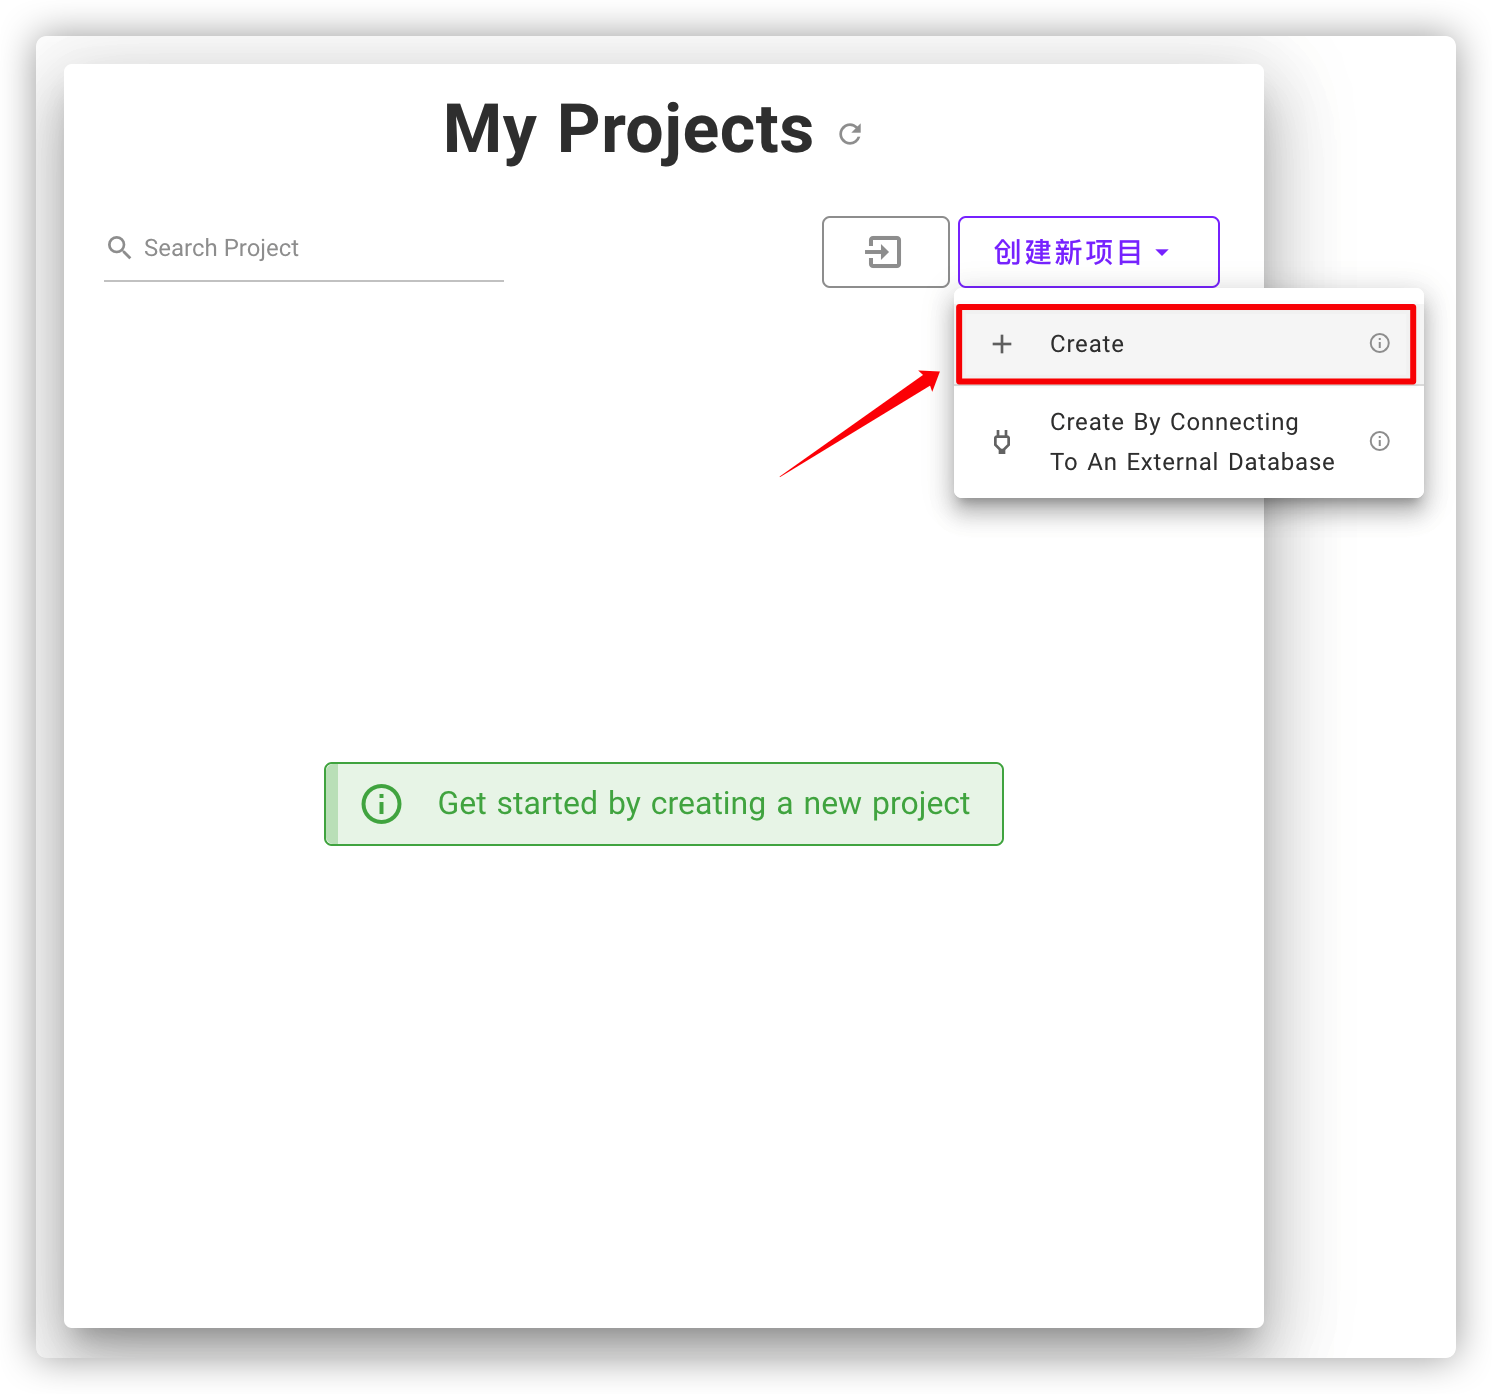 My Projects
Search Project
创建新项目
Create
Create By Connecting
To An External Database
Get started by creating a new project